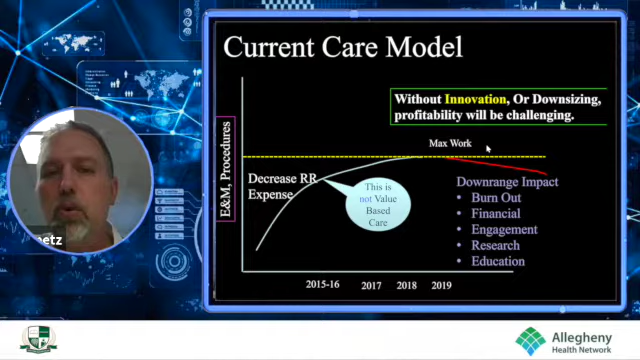 Current Care Model
Without Innovation, Or Downsizing,
profitability will be challenging.
Max Work
E&M, Procedures
Decrease RR
Expense
This is
not Value
Based
Care
Downrange Impact
• Burn Out
• Financial
• Engagement
• Research
• Education
2015-16
2017
2018
2019
etz
Allegheny
Health Network